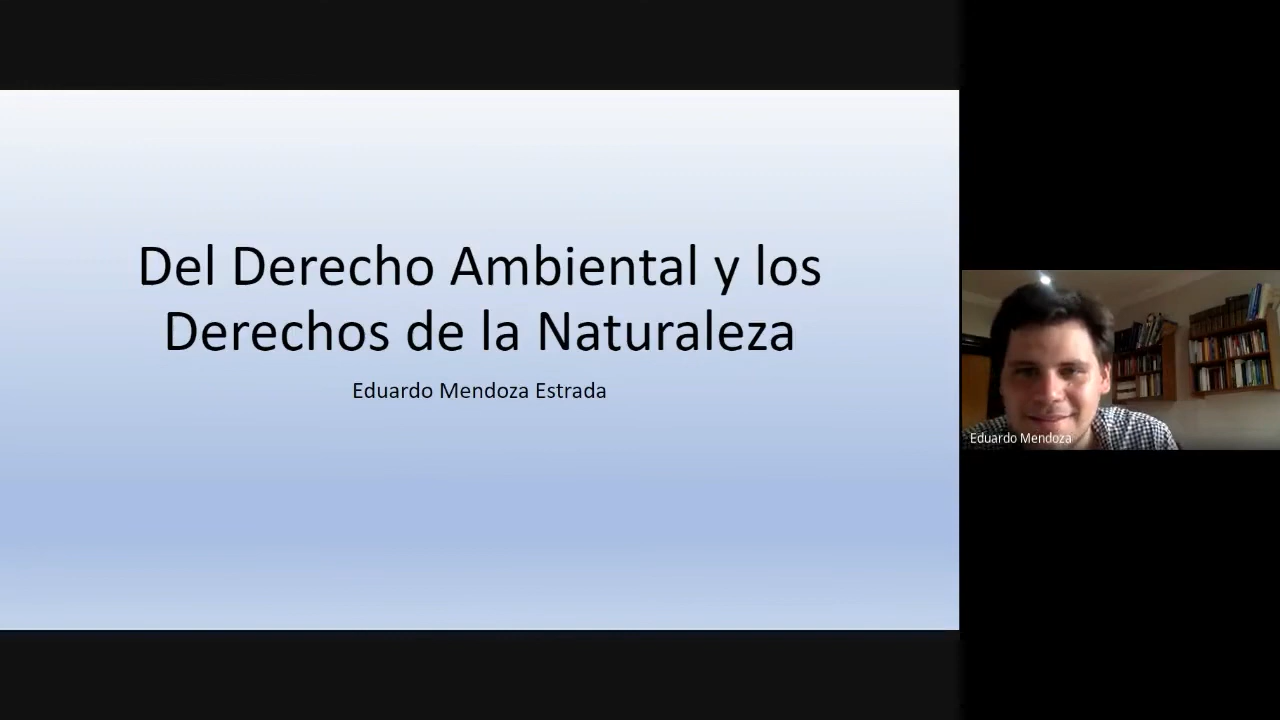 Del Derecho Ambiental y los
Derechos de la Naturaleza
Eduardo Mendoza Estrada
Eduardo Mendoza